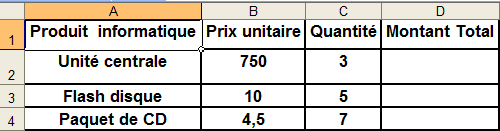 A B C D
1 Produit informatique Prix unitaire Quantité Montant Total
2 Unité centrale 750 3
3 Flash disque 10 5
4 Paquet de CD 4,5 7